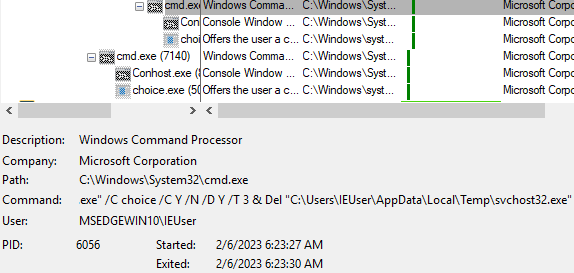 cmd.exe Windows Comma... C:\Windows\Syst... Microsoft Corpo
Con Console Window ... C:\Windows\Syst... Microsoft Corpo
choi Offers the user a c... C:\Windows\syst... Microsoft Corpo
cmd.exe (7140) Windows Comma... C:\Windows\Syst... Microsoft Corpo
Conhost.exe (8 Console Window ... C:\Windows\Syst... Microsoft Corpo
choice.exe (50 Offers the user a c... C:\Windows\syst... Microsoft Corpo
Description: Windows Command Processor
Company: Microsoft Corporation
Path: C:\Windows\System32\cmd.exe
Command: .exe" /C choice /C Y /N /D Y /T 3 & Del "C:\Users\IEUser\AppData\Local\Temp\svchost32.exe"
User: MSEDGEWIN10\IEUser
PID: 6056 Started: 2/6/2023 6:23:27 AM
Exited: 2/6/2023 6:23:30 AM